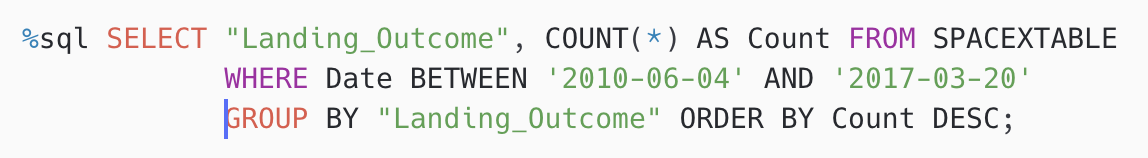 %sql SELECT "Landing_Outcome", COUNT(*) AS Count FROM SPACEXTABLE
WHERE Date BETWEEN '2010-06-04' AND '2017-03-20'
GROUP BY "Landing_Outcome" ORDER BY Count DESC;